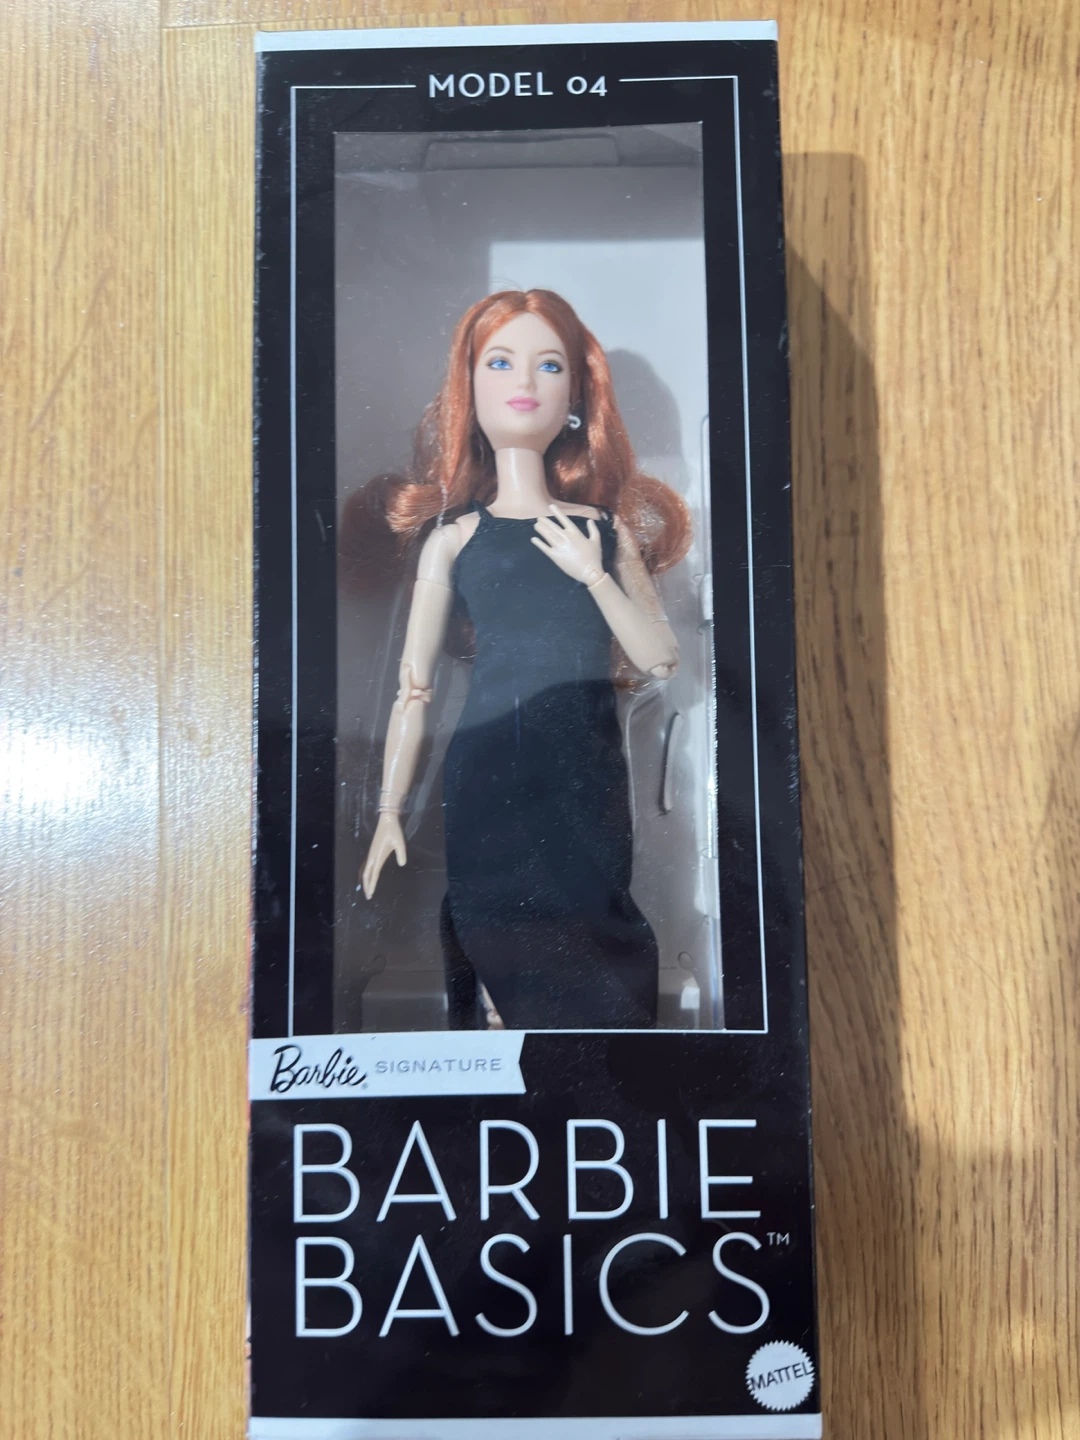 MODEL 04
Barbie® SIGNATURE
BARBIE
BASICS™
MATTEL